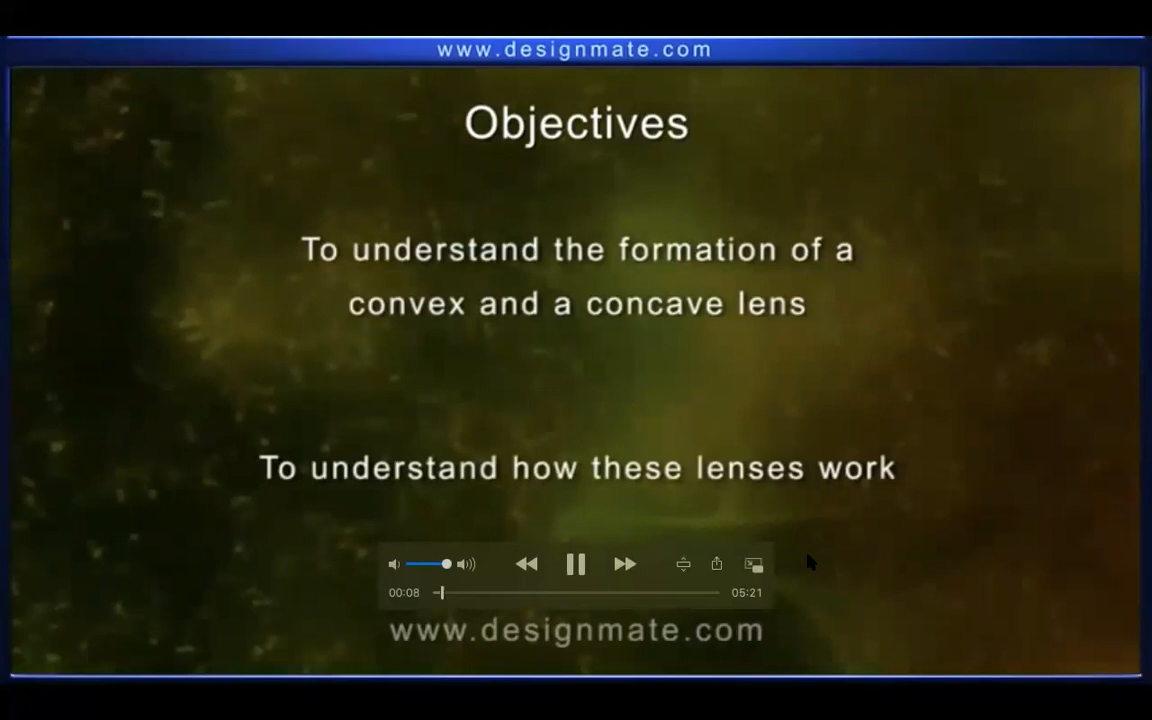 www.designmate.com
Objectives
To understand the formation of a
convex and a concave lens
To understand how these lenses work
00:08
05:21
www.designmate.com